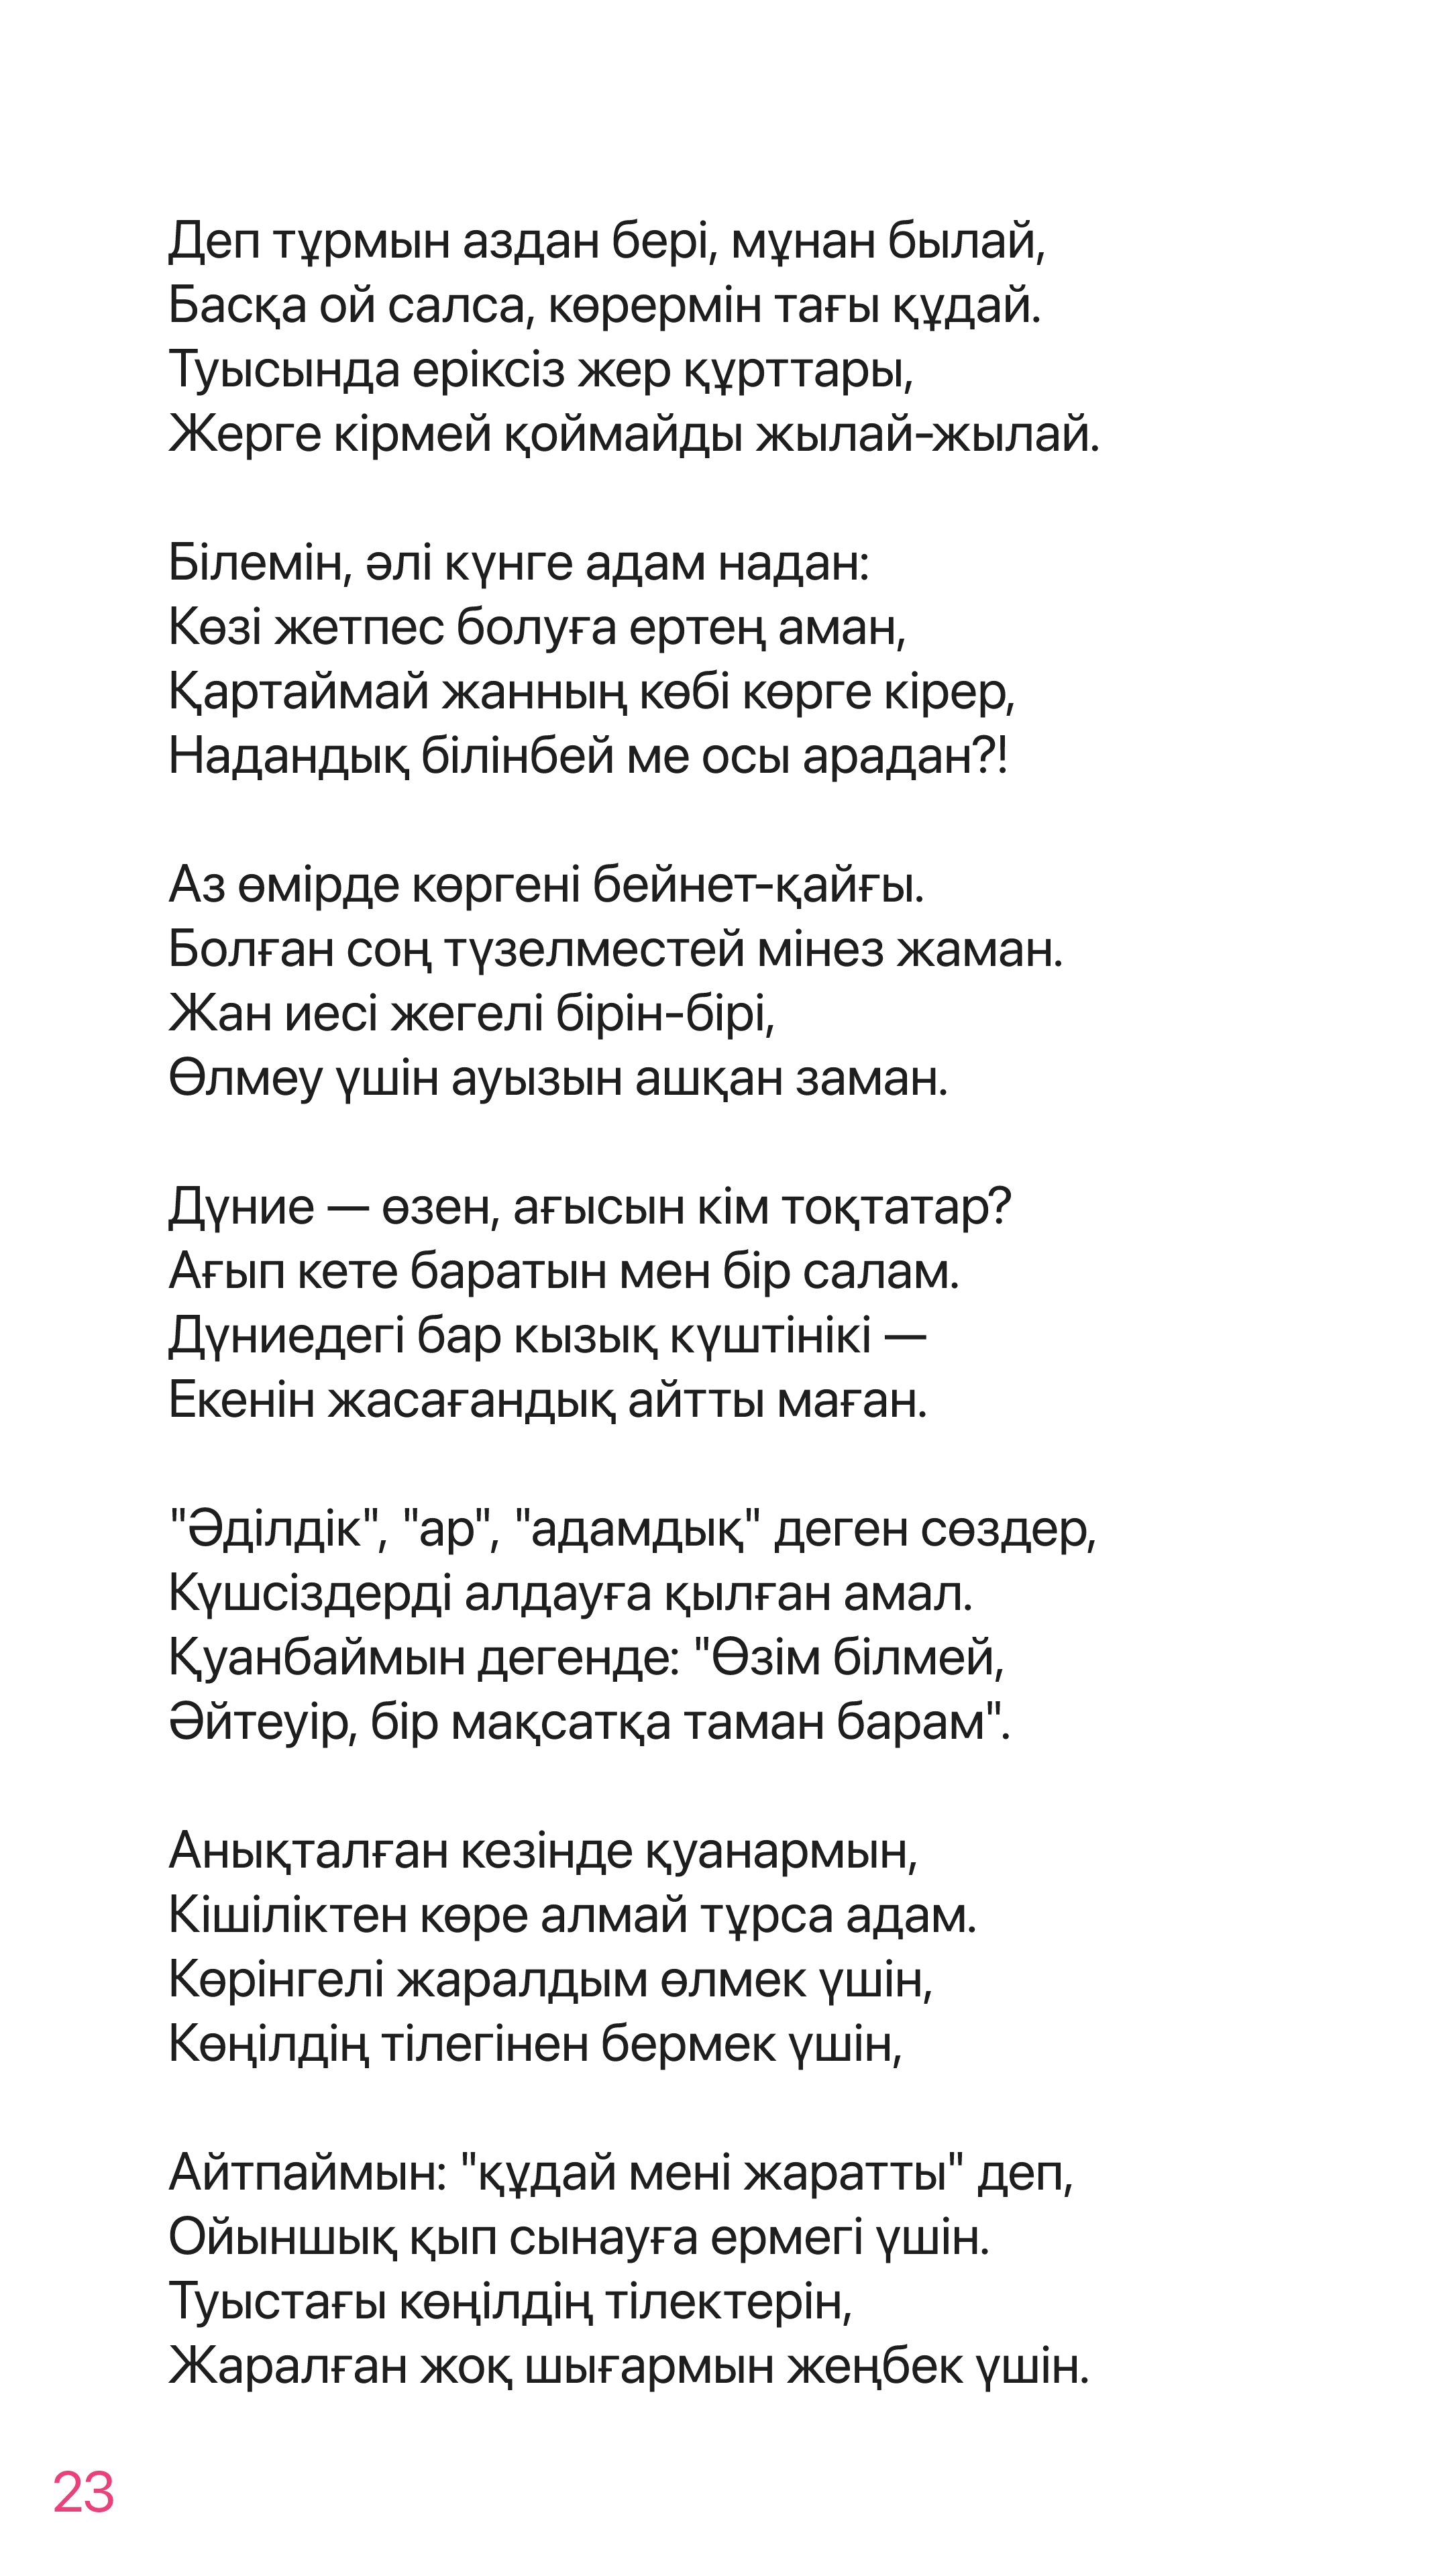 Деп тұрмын аздан бері, мұнан былай,
Басқа ой салса, көрермін тағы құдай.
Туысында еріксіз жер құрттары,
Жерге кірмей қоймайды жылай-жылай.

Білемін, әлі күнге адам надан:
Көзі жетпес болуға ертең аман,
Қартаймай жанның көбі көрге кірер,
Надандық білінбей ме осы арадан?!

Аз өмірде көргені бейнет-қайғы.
Болған соң түзелместей мінез жаман.
Жан иесі жегелі бірін-бірі,
Өлмеу үшін ауызын ашқан заман.

Дүние — өзен, ағысын кім тоқтатар?
Ағып кете баратын мен бір салам.
Дүниедегі бар кызық күштінікі —
Екенін жасағандық айтты маған.

"Әділдік", "ар", "адамдық" деген сөздер,
Күшсіздерді алдауға қылған амал.
Қуанбаймын дегенде: "Өзім білмей,
Әйтеуір, бір мақсатқа таман барам".

Анықталған кезінде қуанармын,
Кішіліктен көре алмай тұрса адам.
Көрінгелі жаралдым өлмек үшін,
Көңілдің тілегінен бермек үшін,

Айтпаймын: "құдай мені жаратты" деп,
Ойыншық қып сынауға ермегі үшін.
Туыстағы көңілдің тілектерін,
Жаралған жоқ шығармын жеңбек үшін.

23